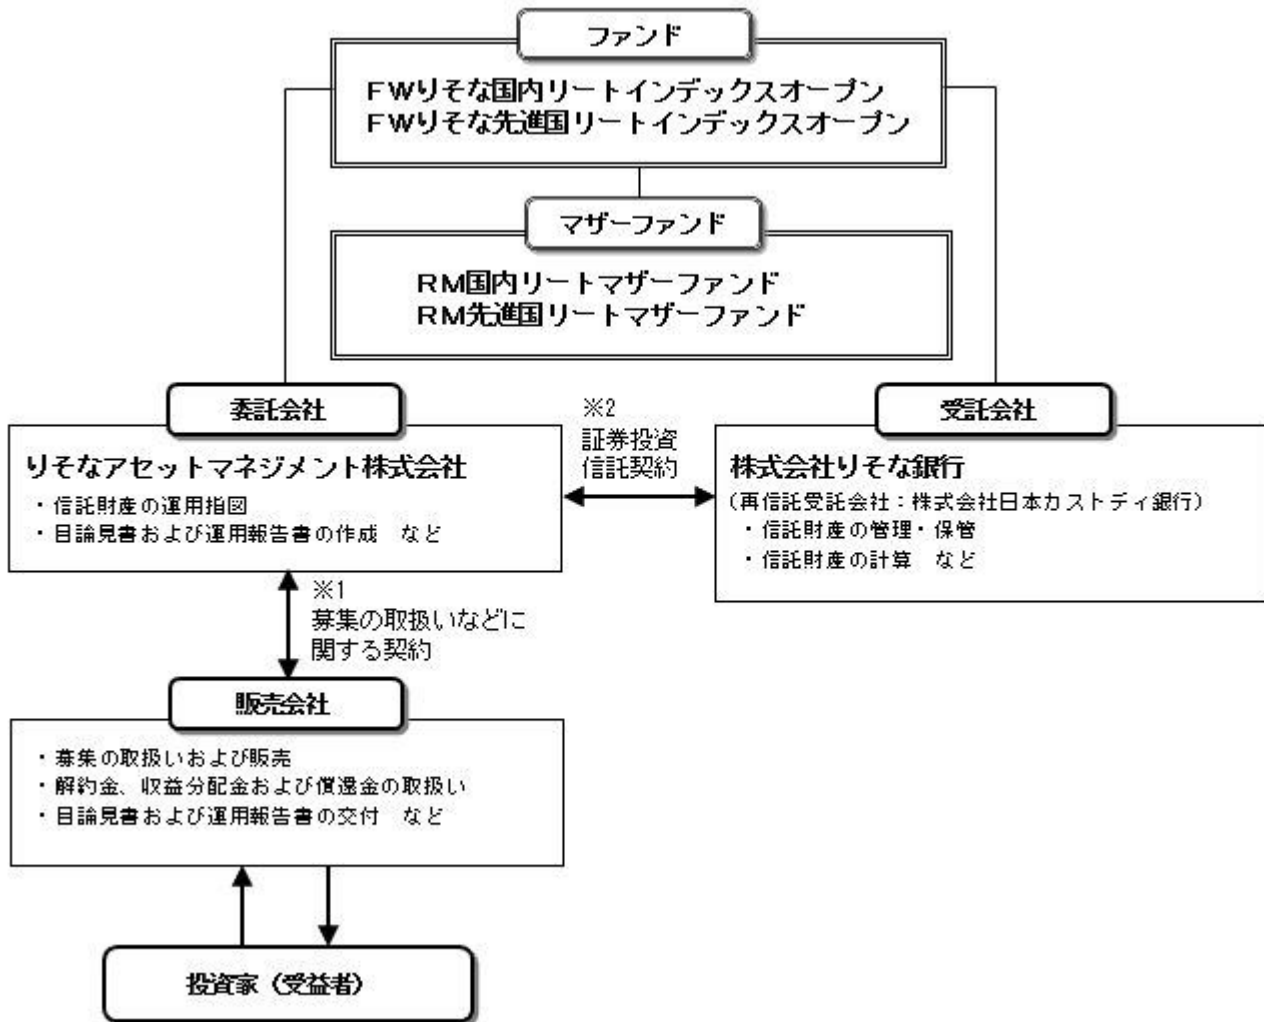 ファンド
FWりそな国内リートインデックスオープン
FWりそな先進国リートインデックスオープン
マザーファンド
RM国内リートマザーファンド
RM先進国リートマザーファンド
委託会社
りそなアセットマネジメント株式会社
・信託財産の運用指図
・目論見書および運用報告書の作成　など
※2
証券投資
信託契約
受託会社
株式会社りそな銀行
(再信託受託会社：株式会社日本カストディ銀行)
・信託財産の管理・保管
・信託財産の計算　など
※1
募集の取扱いなどに
関する契約
販売会社
・募集の取扱いおよび販売
・解約金、収益分配金および償還金の取扱い
・目論見書および運用報告書の交付　など
投資家（受益者）